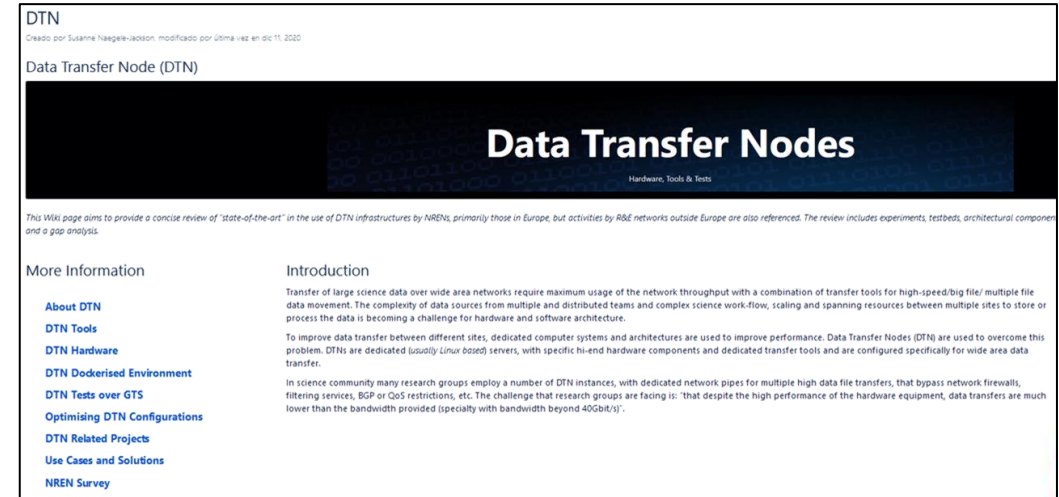 DTN
Creado por Susanne Naegele-Jackson, modificado por última vez en dic 11, 2020
Data Transfer Node (DTN)
Data Transfer Nodes
Hardware, Tools & Tests
This Wiki page aims to provide a concise review of "state-of-the-art" in the use of DTN infrastructures by NRENs, primarily those in Europe, but activities by R&E networks outside Europe are also referenced. The review includes experiments, testbeds, architectural componen
and a gap analysis.
More Information
About DTN
DTN Tools
DTN Hardware
DTN Dockerised Environment
DTN Tests over GTS
Optimising DTN Configurations
DTN Related Projects
Use Cases and Solutions
NREN Survey
Introduction
Transfer of large science data over wide area networks require maximum usage of the network throughput with a combination of transfer tools for high-speed/big file/ multiple file
data movement. The complexity of data sources from multiple and distributed teams and complex science work-flow, scaling and spanning resources between multiple sites to store or
process the data is becoming a challenge for hardware and software architecture.
To improve data transfer between different sites, dedicated computer systems and architectures are used to improve performance. Data Transfer Nodes (DTN) are used to overcome this
problem. DTNs are dedicated (usually Linux based) servers, with specific hi-end hardware components and dedicated transfer tools and are configured specifically for wide area data
transfer.
In science community many research groups employ a number of DTN instances, with dedicated network pipes for multiple high data file transfers, that bypass network firewalls,
filtering services, BGP or QoS restrictions, etc. The challenge that research groups are facing is: "that despite the high performance of the hardware equipment, data transfers are much
lower than the bandwidth provided (specialty with bandwidth beyond 40Gbit/s)".